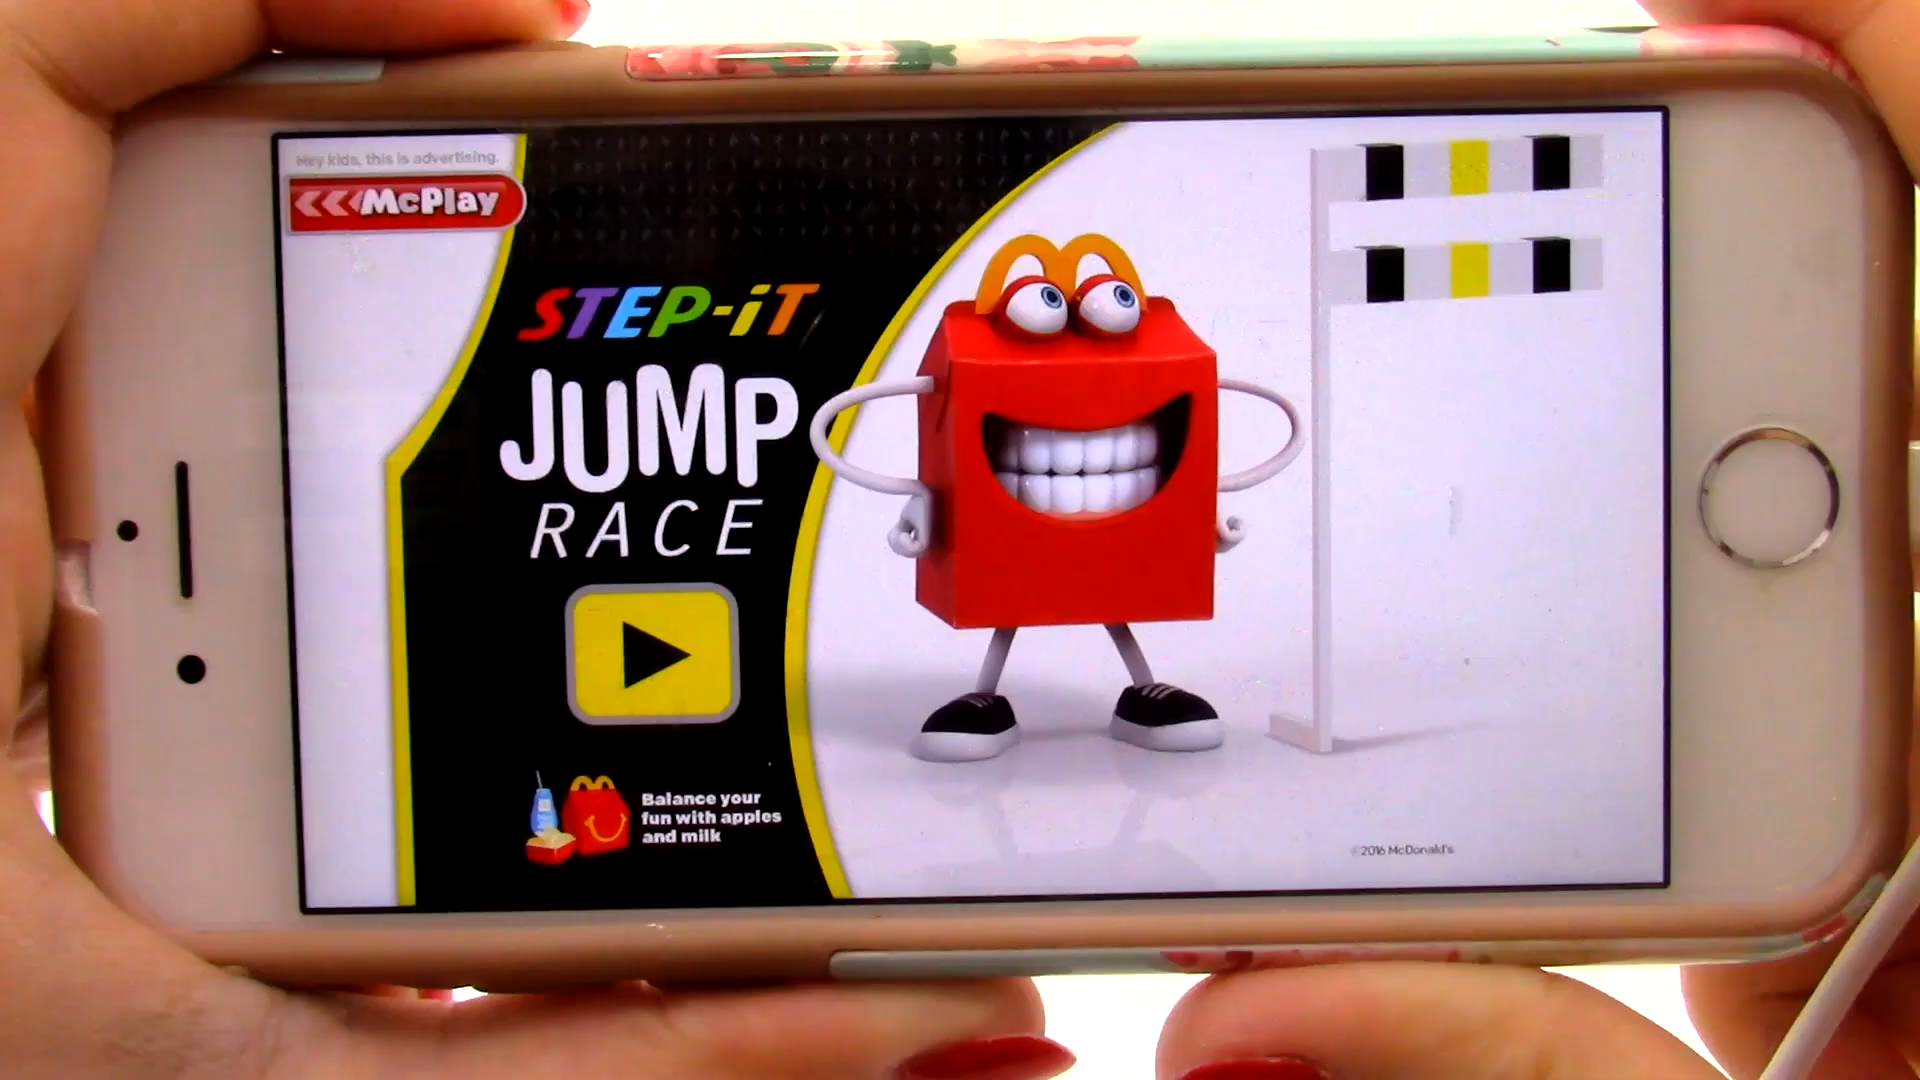 Hey kids, this is advertising.
McPlay
STEP-iT
JUMP
RACE
Balance your
fun with apples
and milk
©2016 McDonald's